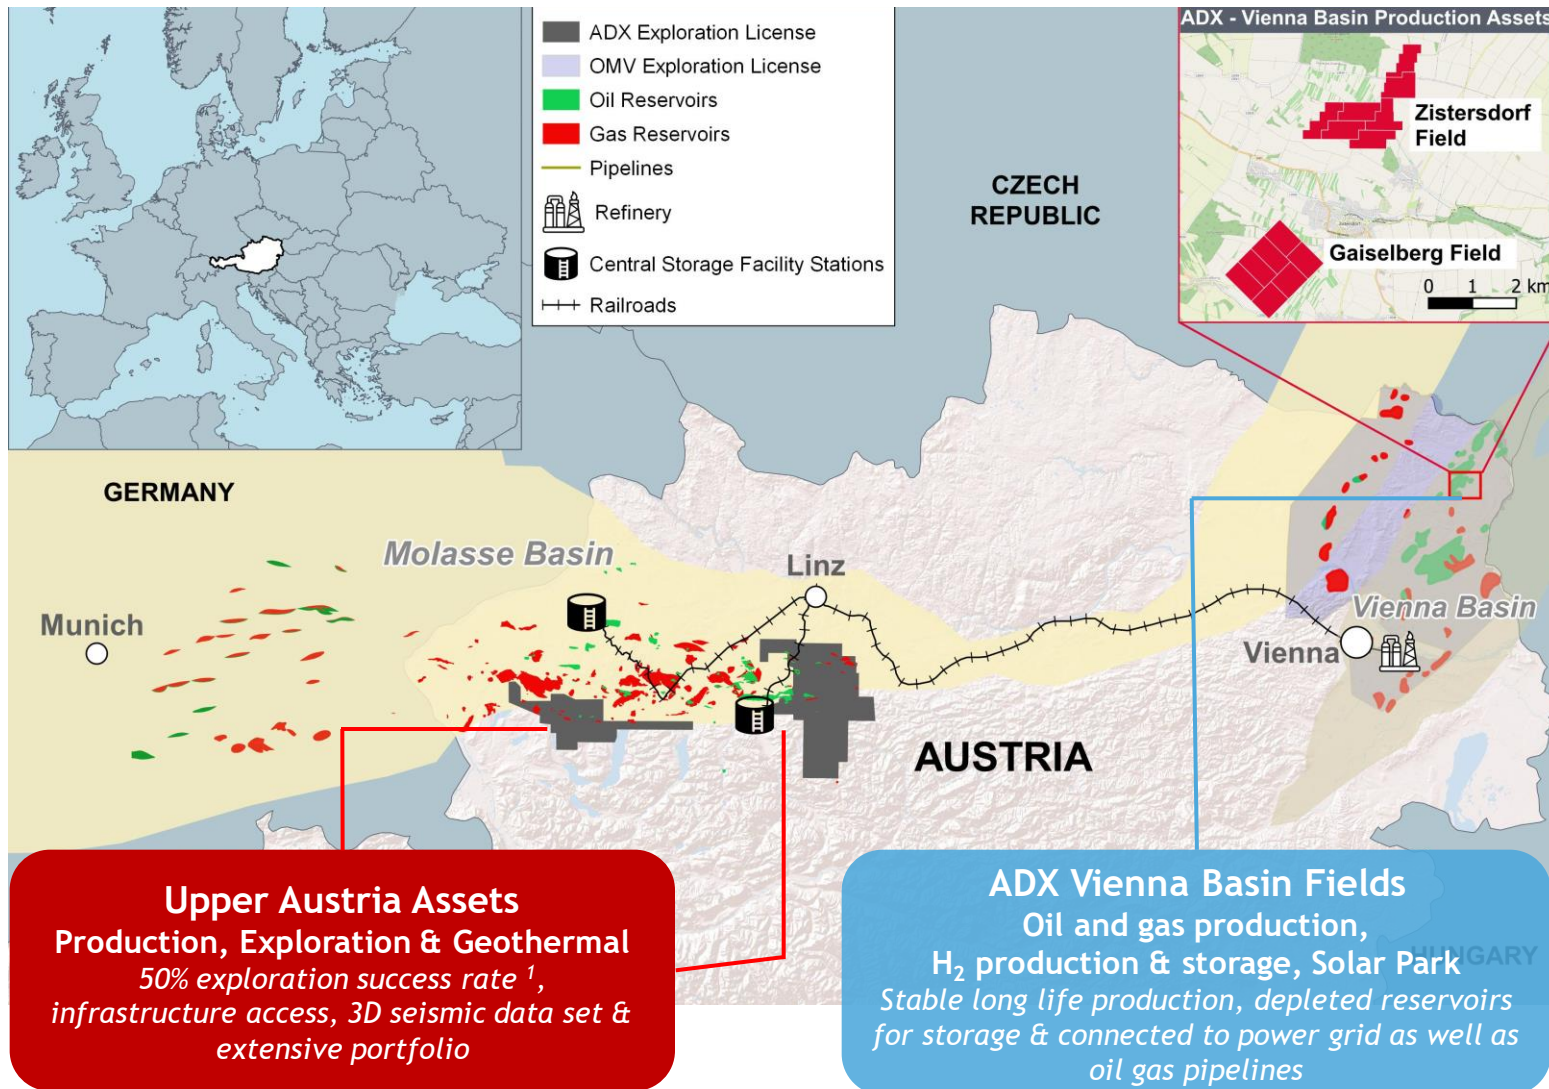 ADX Exploration License
OMV Exploration License
Oil Reservoirs
Gas Reservoirs
Pipelines
Refinery
Central Storage Facility Stations
Railroads
ADX - Vienna Basin Production Assets
Zistersdorf
Field
Gaiselberg Field
0 1 2 km
CZECH
REPUBLIC
GERMANY
Molasse Basin
Linz
Munich
Vienna Basin
Vienna
AUSTRIA
HUNGARY
Upper Austria Assets
Production, Exploration & Geothermal
50% exploration success rate ¹,
infrastructure access, 3D seismic data set &
extensive portfolio
ADX Vienna Basin Fields
Oil and gas production,
H₂ production & storage, Solar Park
Stable long life production, depleted reservoirs
for storage & connected to power grid as well as
oil gas pipelines